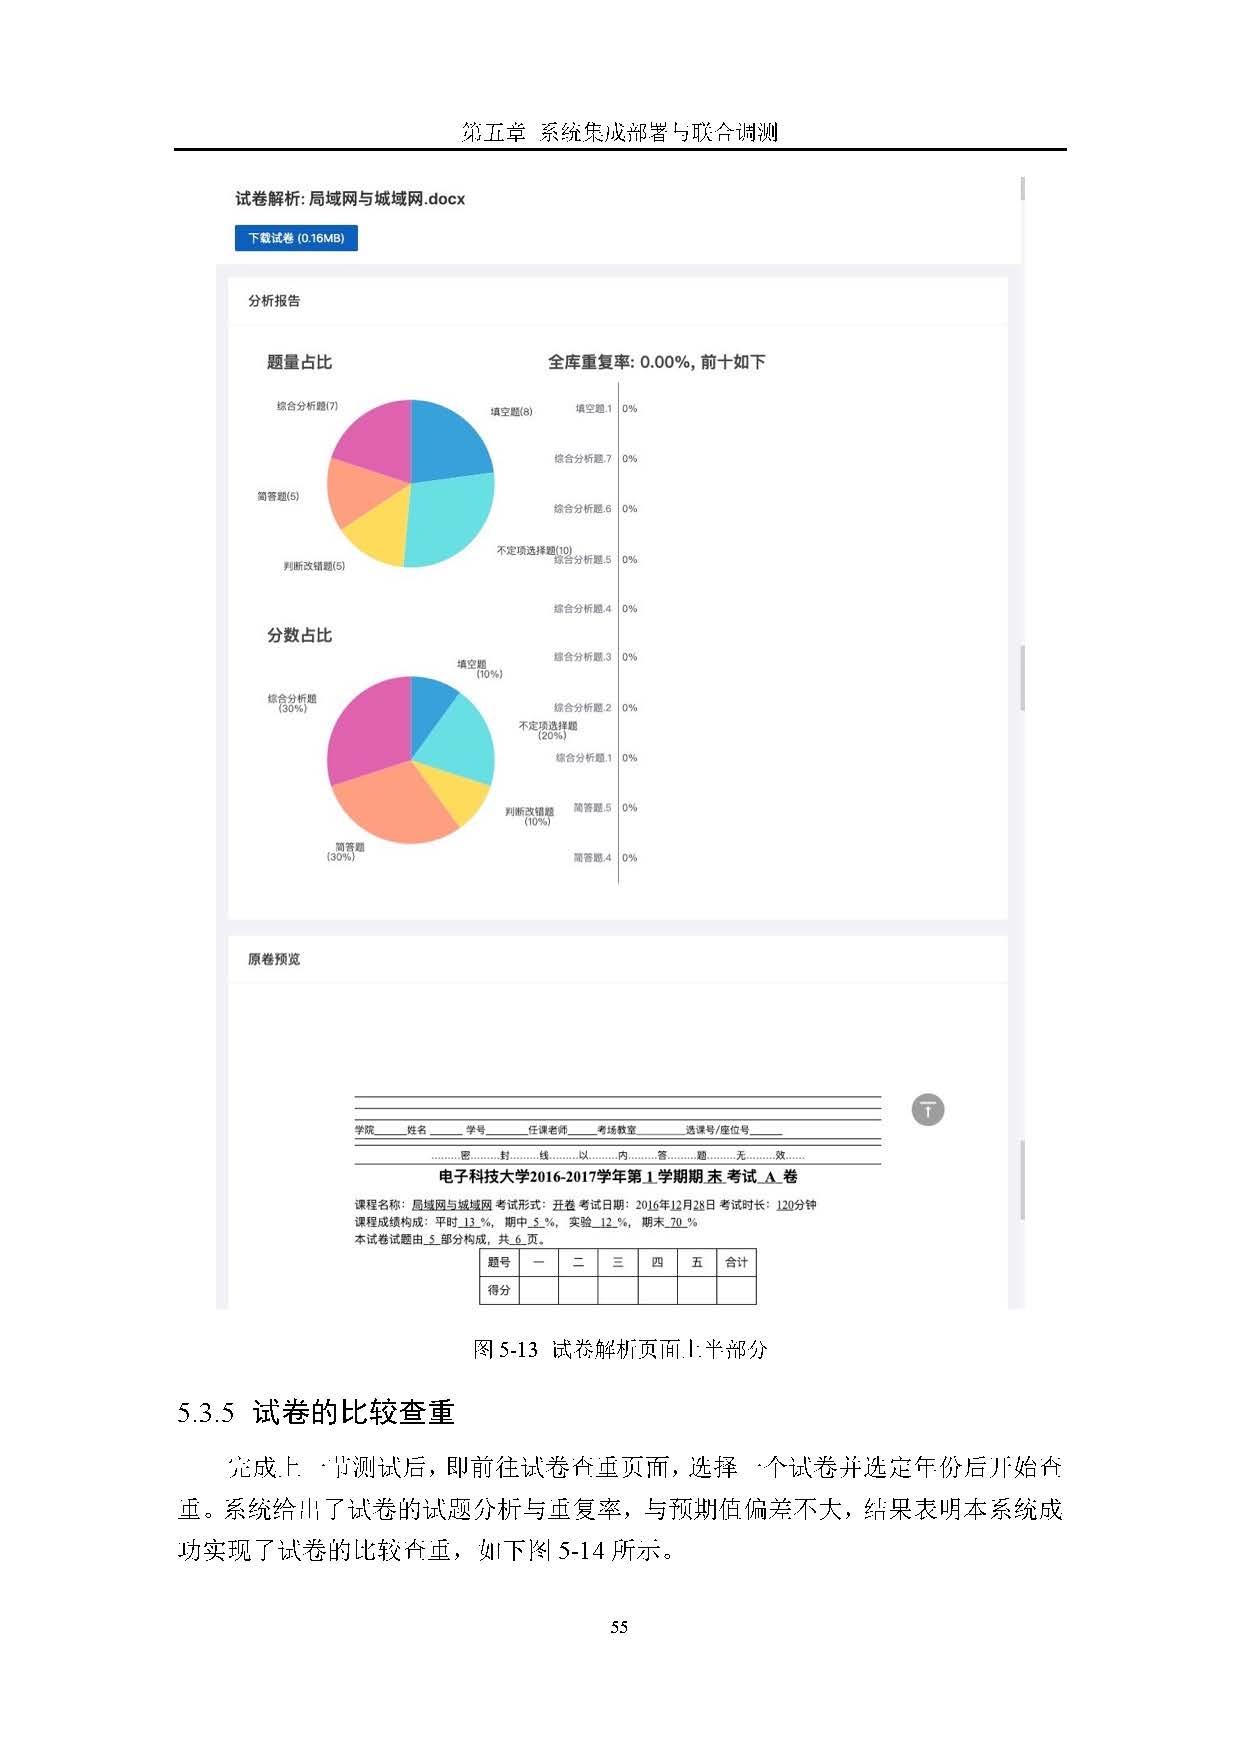 第五章 系统集成部署与联合调测
试卷解析: 局域网与城域网.docx
下载试卷 (0.16MB)
分析报告
题量占比
综合分析题(7)
填空题(8)
简答题(5)
不定项选择题(10)
判断改错题(5)
分数占比
填空题
(10%)
综合分析题
(30%)
不定项选择题
(20%)
判断改错题
(10%)
简答题
(30%)
全库重复率: 0.00%, 前十如下
填空题.1 0%
综合分析题.7 0%
综合分析题.6 0%
综合分析题.5 0%
综合分析题.4 0%
综合分析题.3 0%
综合分析题.2 0%
综合分析题.1 0%
简答题.5 0%
简答题.4 0%
原卷预览
学院______姓名______学号________任课老师______考场教室__________选课号/座位号______
………密………封………线………以………内………答………题………无………效……
电子科技大学2016-2017学年第 1 学期期 末 考试 A 卷
课程名称：局域网与城域网 考试形式：开卷 考试日期：2016年12月28日 考试时长：120分钟
课程成绩构成：平时 13 %， 期中 5 %， 实验 12 %， 期末 70 %
本试卷试题由 5 部分构成，共 6 页。
题号 一 二 三 四 五 合计
得分
图 5-13 试卷解析页面上半部分
5.3.5 试卷的比较查重
完成上一节测试后，即前往试卷查重页面，选择一个试卷并选定年份后开始查
重。系统给出了试卷的试题分析与重复率，与预期值偏差不大，结果表明本系统成
功实现了试卷的比较查重，如下图 5-14 所示。
55